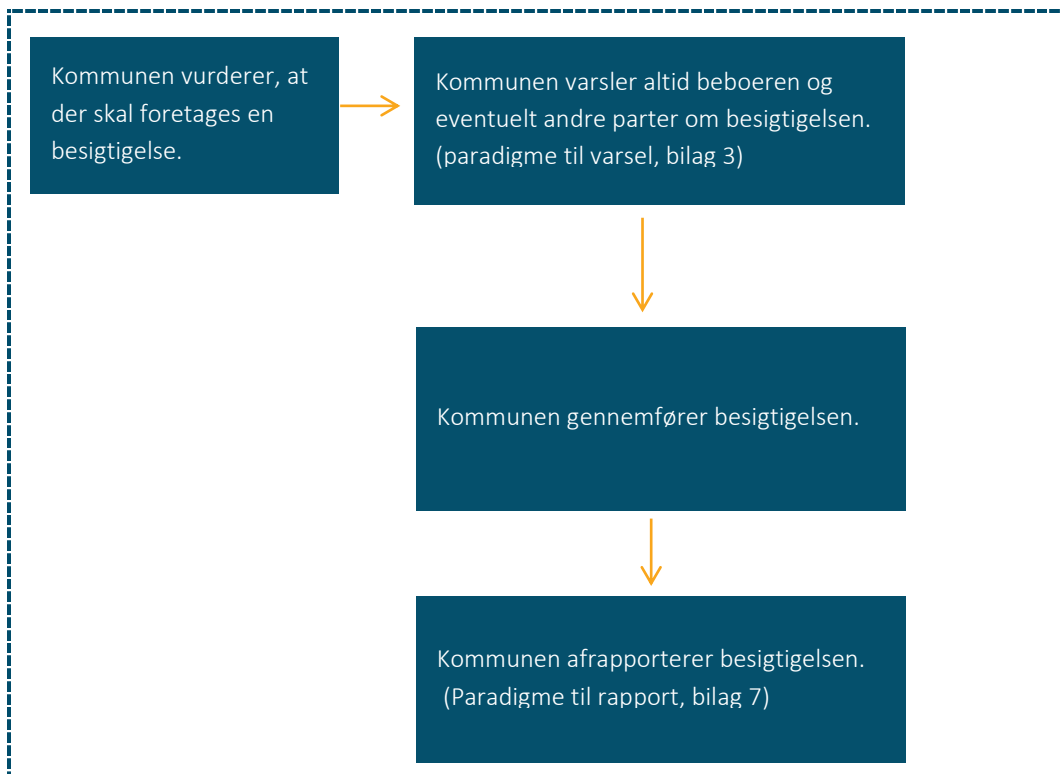 Kommunen vurderer, at
der skal foretages en
besigtigelse.
Kommunen varsler altid beboeren og
eventuelt andre parter om besigtigelsen.
(paradigme til varsel, bilag 3)
Kommunen gennemfører besigtigelsen.
Kommunen afrapporterer besigtigelsen.
(Paradigme til rapport, bilag 7)